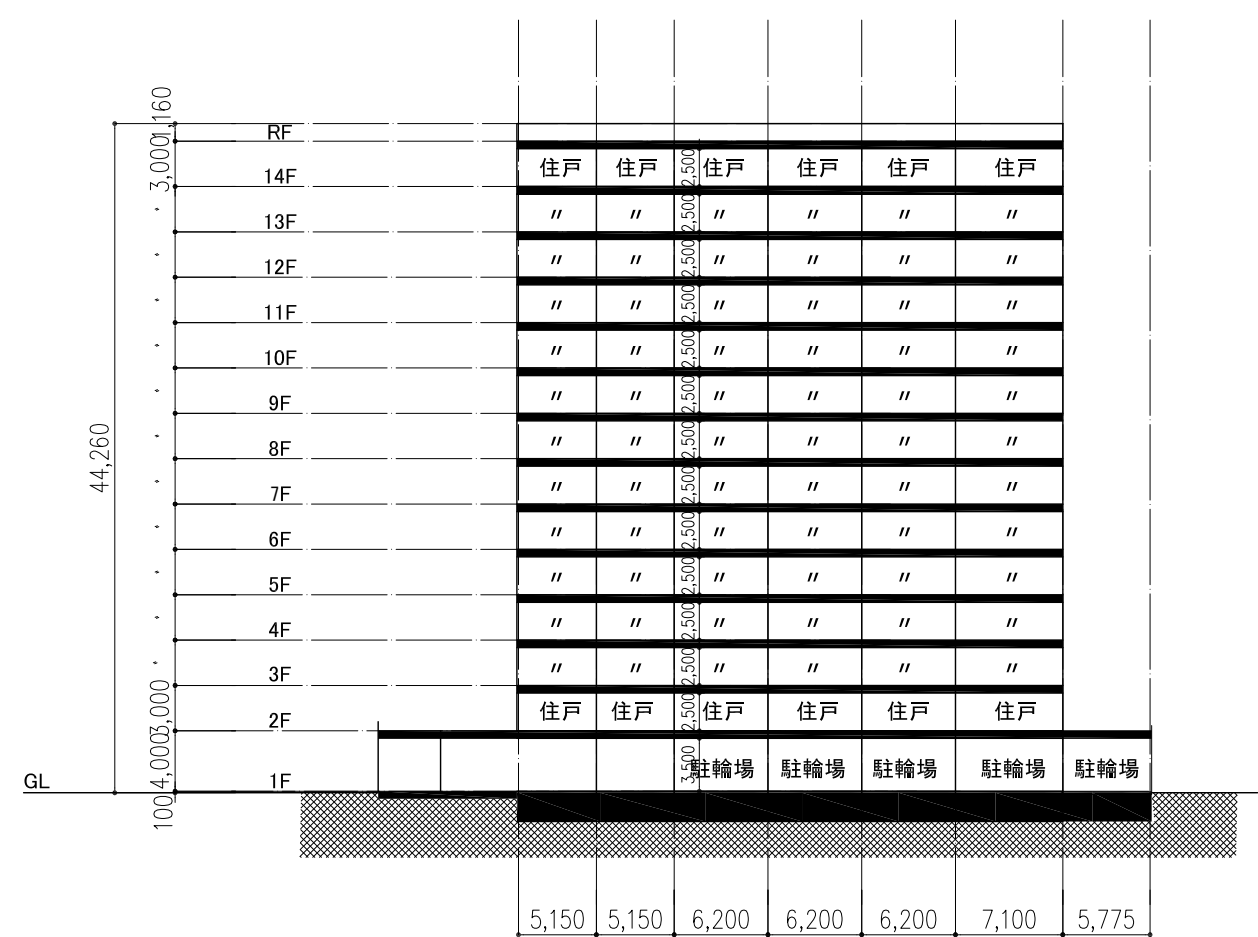 1,160
RF
3,000
住戸 住戸 住戸 住戸 住戸 住戸
2,500
14F
〃 〃 〃 〃 〃 〃
2,500
13F
〃 〃 〃 〃 〃 〃
2,500
12F
〃 〃 〃 〃 〃 〃
2,500
11F
〃 〃 〃 〃 〃 〃
2,500
10F
〃 〃 〃 〃 〃 〃
2,500
9F
44,260
〃 〃 〃 〃 〃 〃
2,500
8F
〃 〃 〃 〃 〃 〃
2,500
7F
〃 〃 〃 〃 〃 〃
2,500
6F
〃 〃 〃 〃 〃 〃
2,500
5F
〃 〃 〃 〃 〃 〃
2,500
4F
〃 〃 〃 〃 〃 〃
2,500
3F
3,000
住戸 住戸 住戸 住戸 住戸 住戸
2,500
2F
4,000
3,500
駐輪場 駐輪場 駐輪場 駐輪場 駐輪場
GL
1F
100
5,150 5,150 6,200 6,200 6,200 7,100 5,775